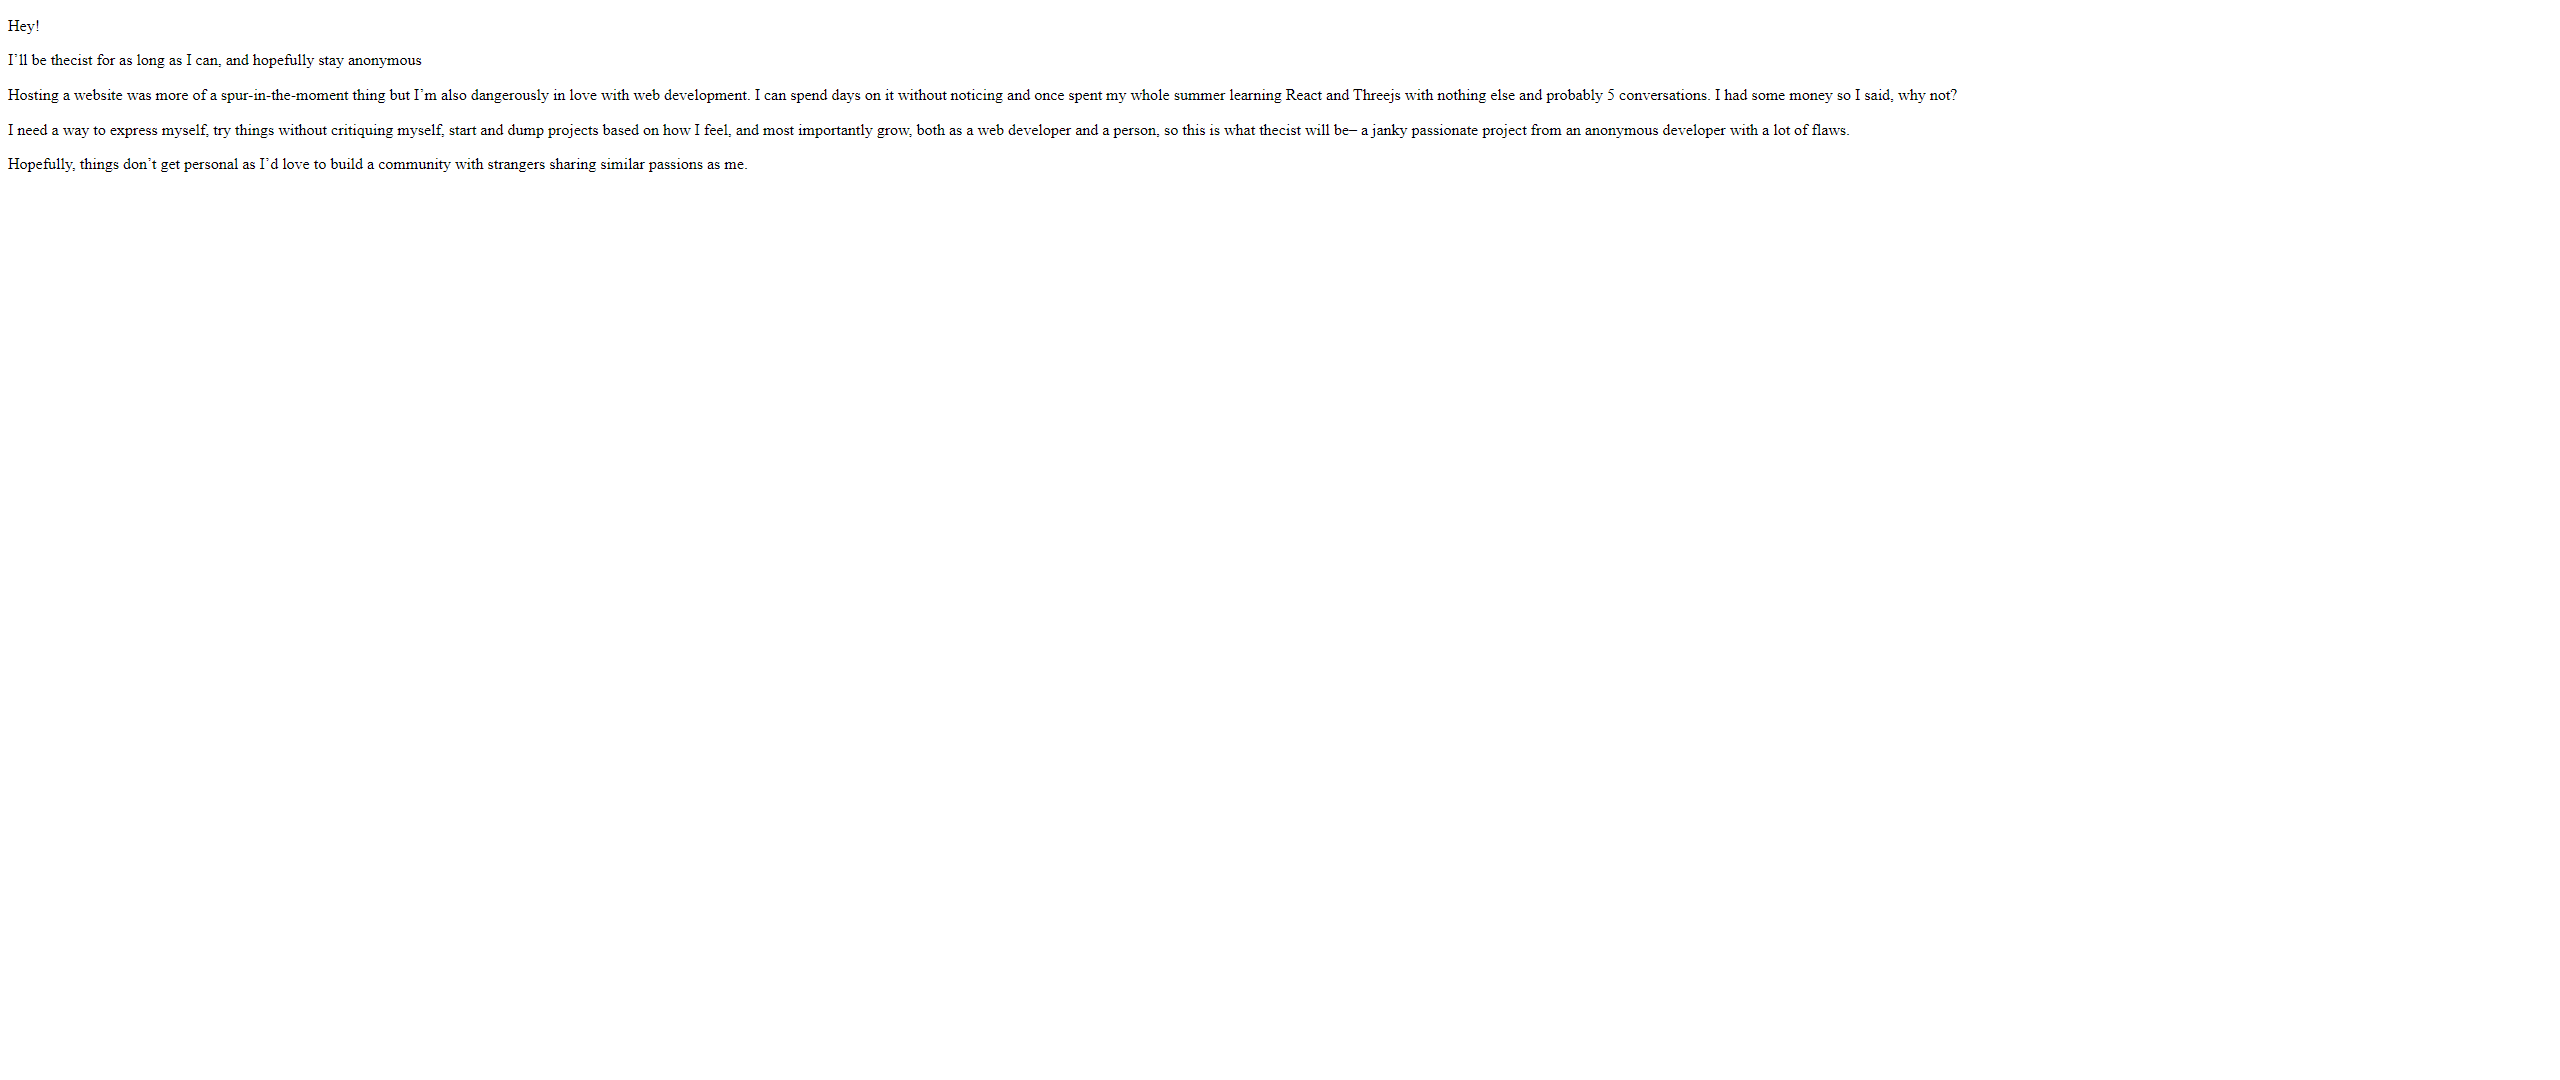 Hey!
I’ll be thecist for as long as I can, and hopefully stay anonymous
Hosting a website was more of a spur-in-the-moment thing but I’m also dangerously in love with web development. I can spend days on it without noticing and once spent my whole summer learning React and Threejs with nothing else and probably 5 conversations. I had some money so I said, why not?
I need a way to express myself, try things without critiquing myself, start and dump projects based on how I feel, and most importantly grow, both as a web developer and a person, so this is what thecist will be– a janky passionate project from an anonymous developer with a lot of flaws.
Hopefully, things don’t get personal as I’d love to build a community with strangers sharing similar passions as me.